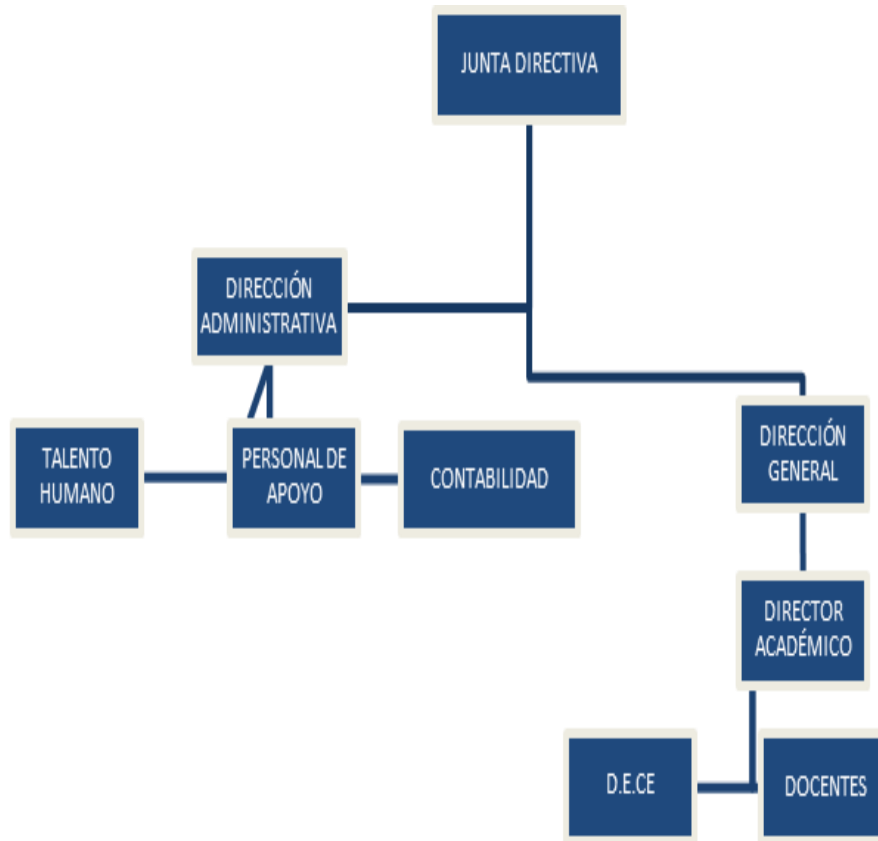 JUNTA DIRECTIVA
DIRECCIÓN
ADMINISTRATIVA
TALENTO
HUMANO
PERSONAL DE
APOYO
CONTABILIDAD
DIRECCIÓN
GENERAL
DIRECTOR
ACADÉMICO
D.E.CE
DOCENTES